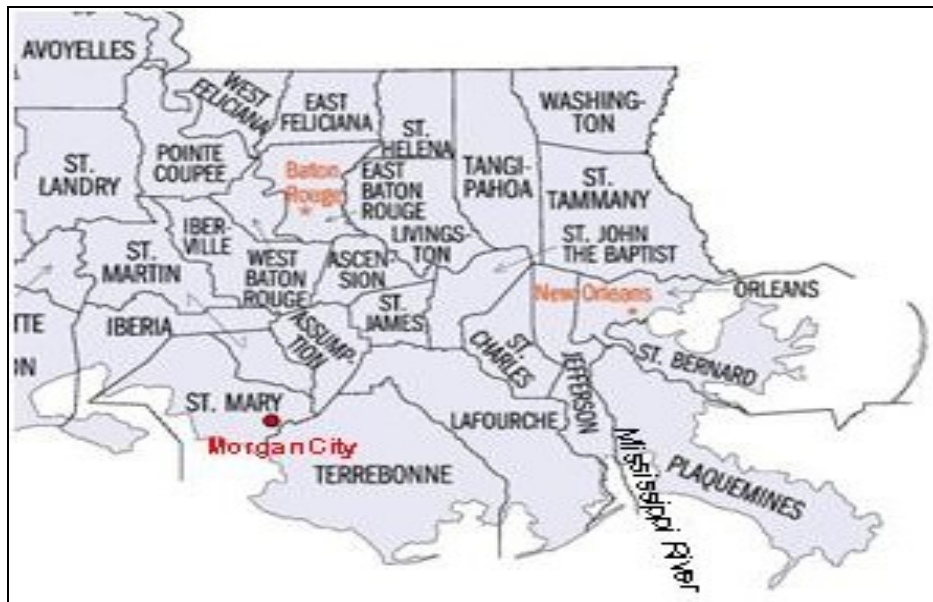 AVOYELLES
WEST
FELICIANA
EAST
FELICIANA
ST.
HELENA
TANGI-
PAHOA
WASHING-
TON
ST.
LANDRY
POINTE
COUPEE
Baton
Rouge
EAST
BATON
ROUGE
ST.
TAMMANY
ST.
MARTIN
IBER-
VILLE
WEST
BATON
ROUGE
ASCEN-
SION
LIVINGS-
TON
ST. JOHN
THE BAPTIST
New Orleans
ORLEANS
TTE
IBERIA
ASSUMP-
TION
ST.
JAMES
ST.
CHARLES
JEFFERSON
ST. BERNARD
ON
ST. MARY
Morgan City
LAFOURCHE
TERREBONNE
Mississippi River
PLAQUEMINES